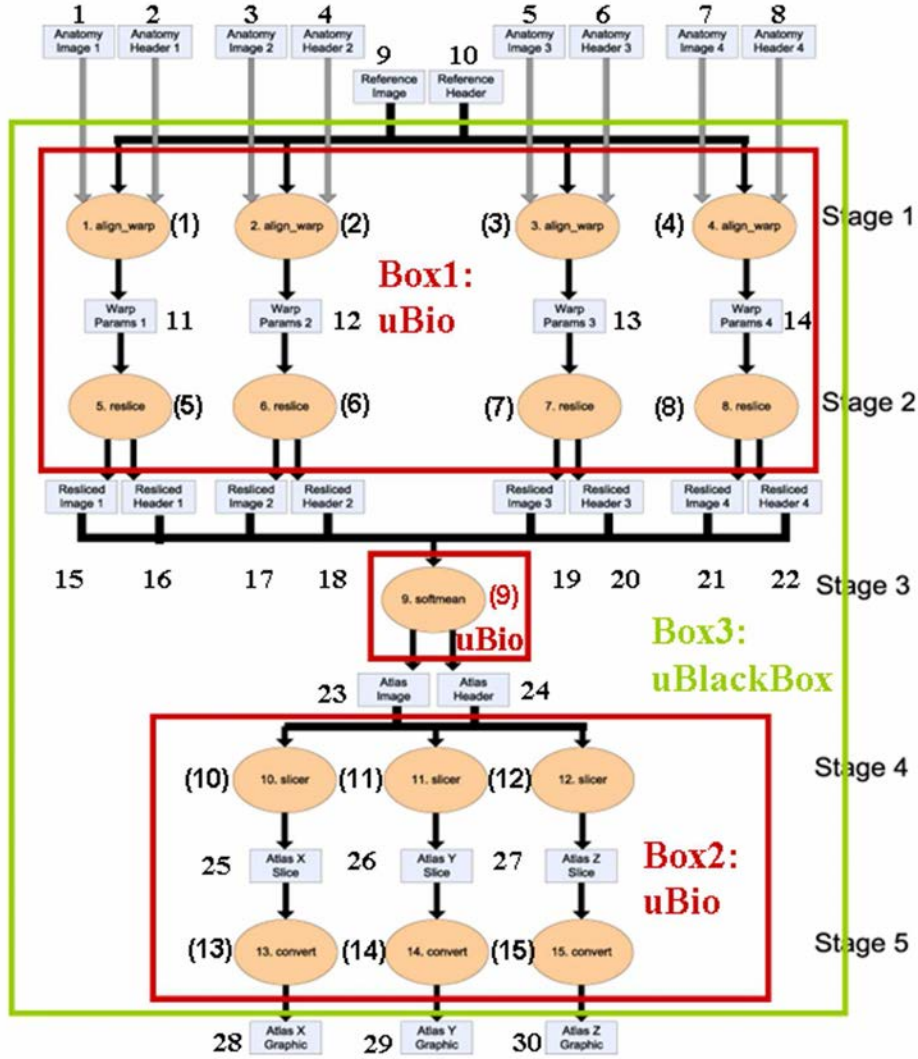 1 2 3 4 5 6 7 8
Anatomy Image 1
Anatomy Header 1
Anatomy Image 2
Anatomy Header 2
Anatomy Image 3
Anatomy Header 3
Anatomy Image 4
Anatomy Header 4
9 10
Reference Image
Reference Header
1. align_warp (1)
2. align_warp (2)
(3) 3. align_warp
(4) 4. align_warp
Stage 1
Box1:
uBio
Warp Params 1 11
Warp Params 2 12
Warp Params 3 13
Warp Params 4 14
5. reslice (5)
6. reslice (6)
(7) 7. reslice
(8) 8. reslice
Stage 2
Resliced Image 1
Resliced Header 1
Resliced Image 2
Resliced Header 2
Resliced Image 3
Resliced Header 3
Resliced Image 4
Resliced Header 4
15 16 17 18 19 20 21 22
Stage 3
9. softmean (9)
uBio
Box3:
uBlackBox
23 Atlas Image
Atlas Header 24
Stage 4
(10) 10. slicer
(11) 11. slicer
(12) 12. slicer
25 Atlas X Slice
26 Atlas Y Slice
27 Atlas Z Slice
Box2:
uBio
(13) 13. convert
(14) 14. convert
(15) 15. convert
Stage 5
28 Atlas X Graphic
29 Atlas Y Graphic
30 Atlas Z Graphic